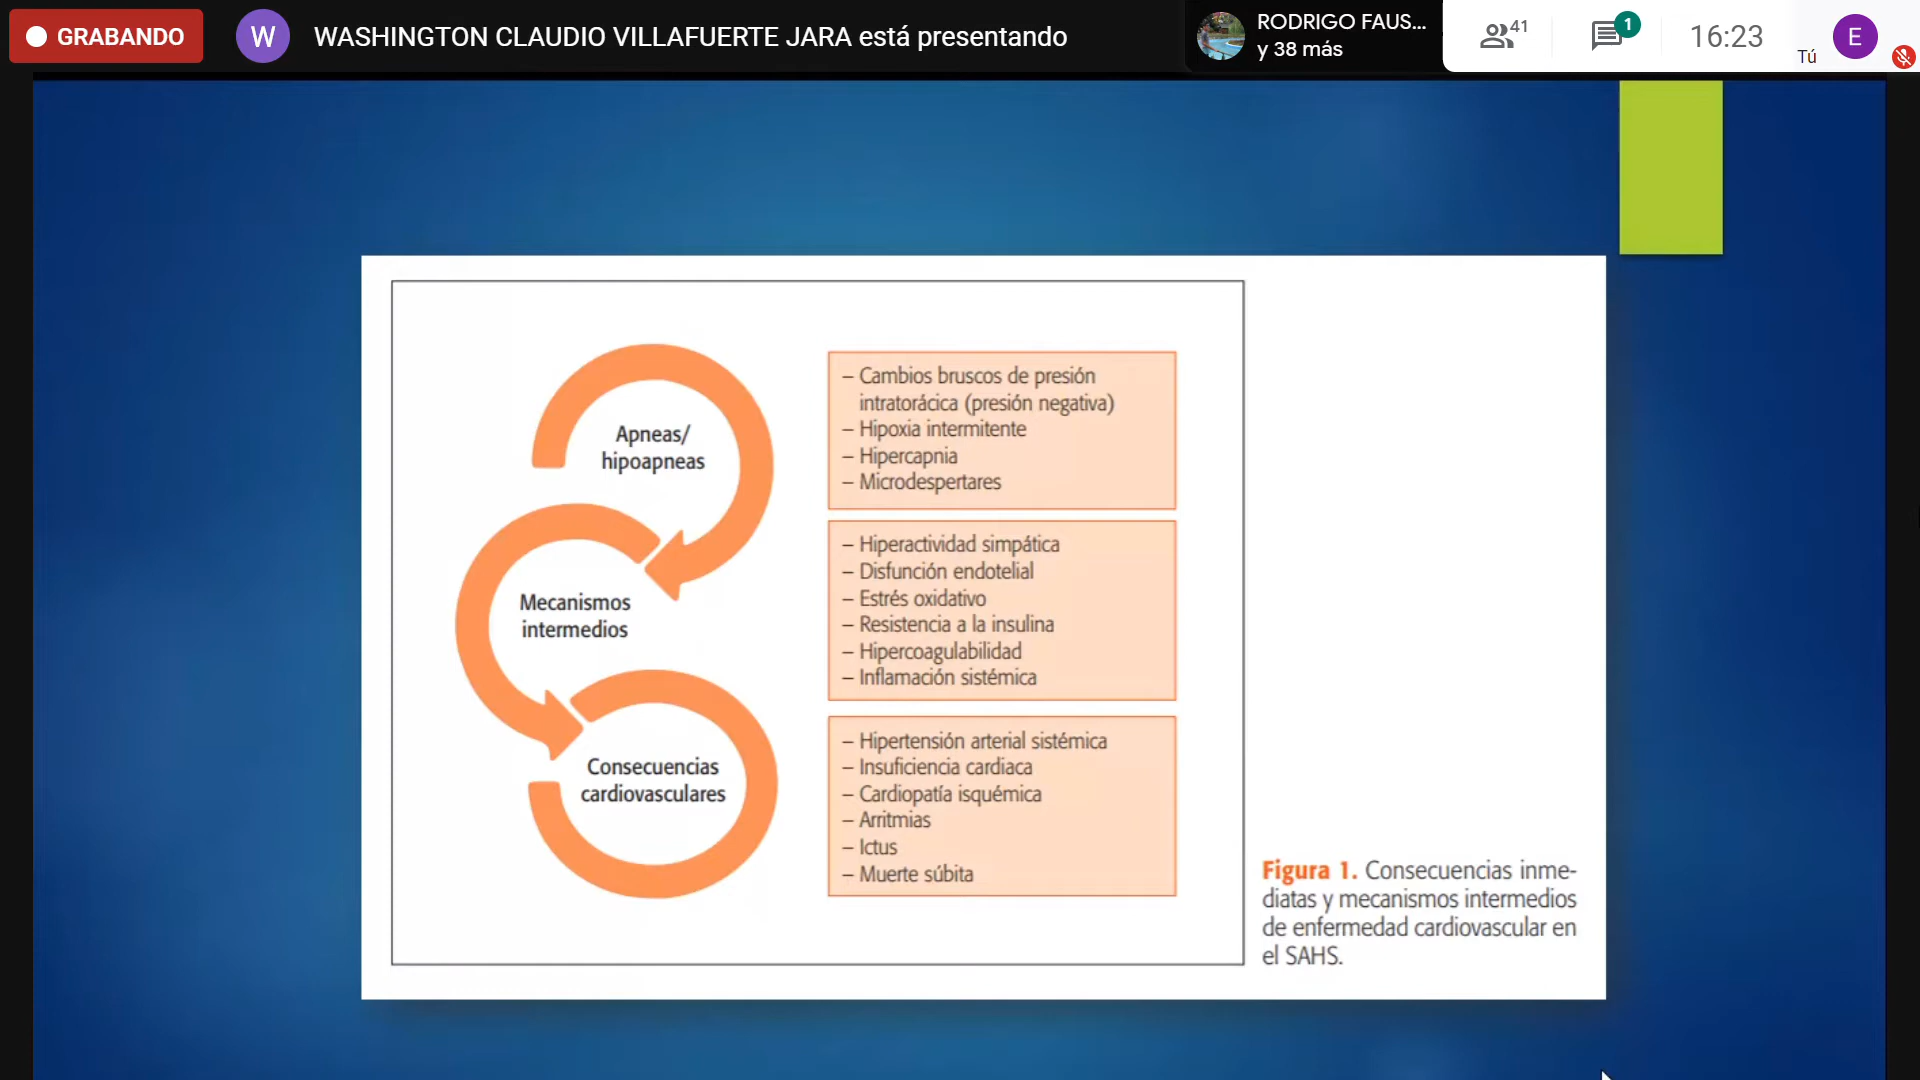 GRABANDO
W
WASHINGTON CLAUDIO VILLAFUERTE JARA está presentando
RODRIGO FAUS...
y 38 más
41
1
16:23
Tú
E
Apneas/
hipoapneas
– Cambios bruscos de presión
intratorácica (presión negativa)
– Hipoxia intermitente
– Hipercapnia
– Microdespertares
Mecanismos
intermedios
– Hiperactividad simpática
– Disfunción endotelial
– Estrés oxidativo
– Resistencia a la insulina
– Hipercoagulabilidad
– Inflamación sistémica
Consecuencias
cardiovasculares
– Hipertensión arterial sistémica
– Insuficiencia cardiaca
– Cardiopatía isquémica
– Arritmias
– Ictus
– Muerte súbita
Figura 1. Consecuencias inme-
diatas y mecanismos intermedios
de enfermedad cardiovascular en
el SAHS.